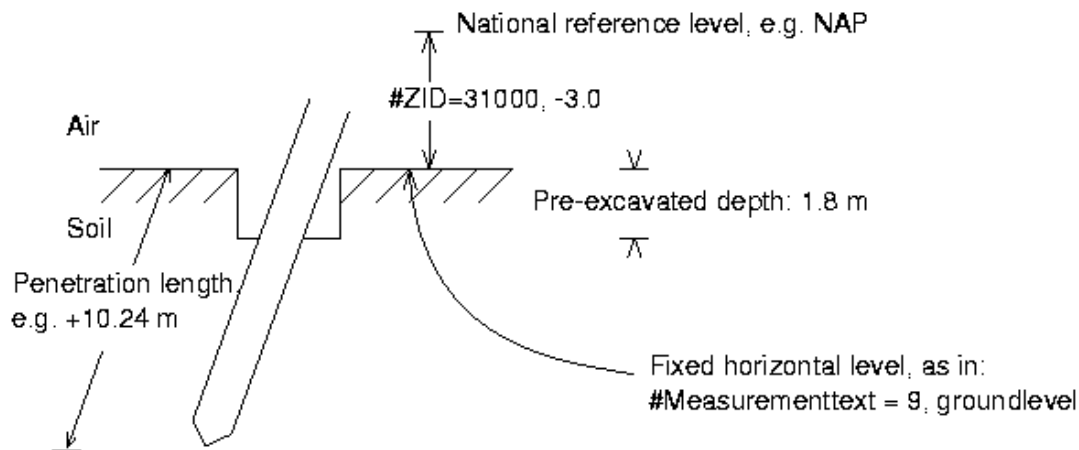 National reference level, e.g. NAP
#ZID=31000, -3.0
Air
Pre-excavated depth: 1.8 m
Soil
Penetration length,
e.g. +10.24 m
Fixed horizontal level, as in:
#Measurementtext = 9, groundlevel